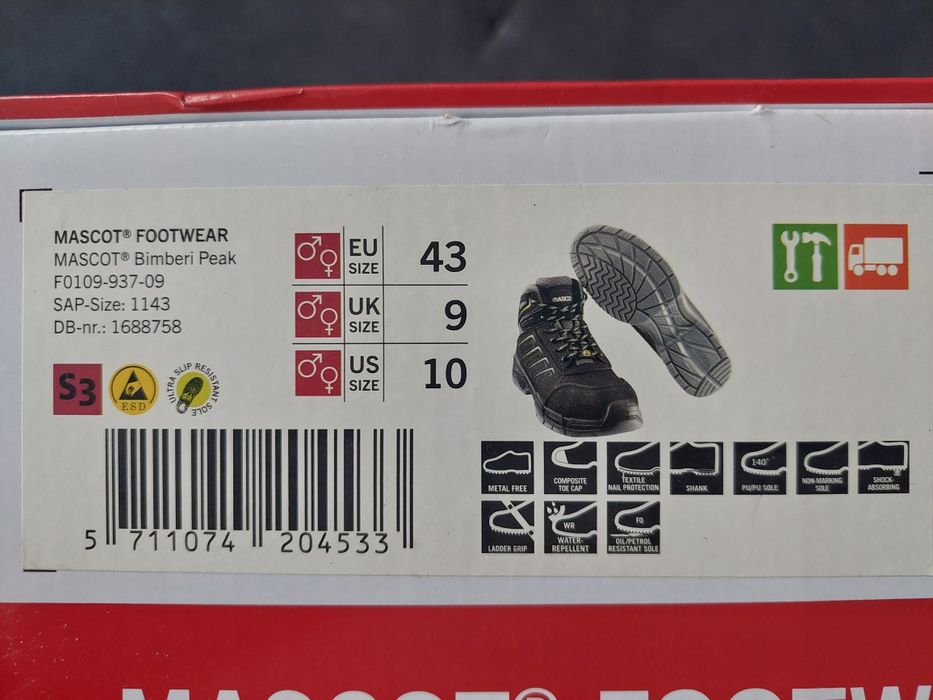 MASCOT® FOOTWEAR
MASCOT® Bimberi Peak
F0109-937-09
SAP-Size: 1143
DB-nr.: 1688758
EU SIZE 43
UK SIZE 9
US SIZE 10
S3
ESD
ULTRA SLIP RESISTANT SOLE
MASCOT
METAL FREE
COMPOSITE TOE CAP
TEXTILE NAIL PROTECTION
SHANK
140°
PU/PU SOLE
NON-MARKING SOLE
SHOCK-ABSORBING
LADDER GRIP
WR
WATER-REPELLENT
FO
OIL/PETROL RESISTANT SOLE
5 711074 204533
MASCOT® FOOTW